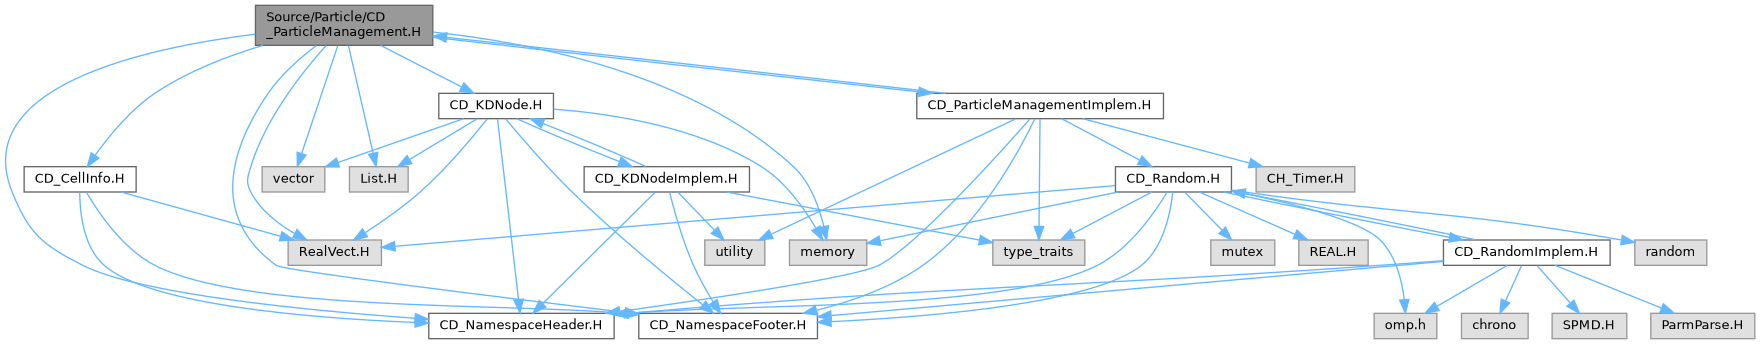 Source/Particle/CD
_ParticleManagement.H
CD_KDNode.H
CD_ParticleManagementImplem.H
CD_CellInfo.H
vector
List.H
CD_KDNodeImplem.H
CD_Random.H
CH_Timer.H
RealVect.H
utility
memory
type_traits
mutex
REAL.H
CD_RandomImplem.H
random
CD_NamespaceHeader.H
CD_NamespaceFooter.H
omp.h
chrono
SPMD.H
ParmParse.H